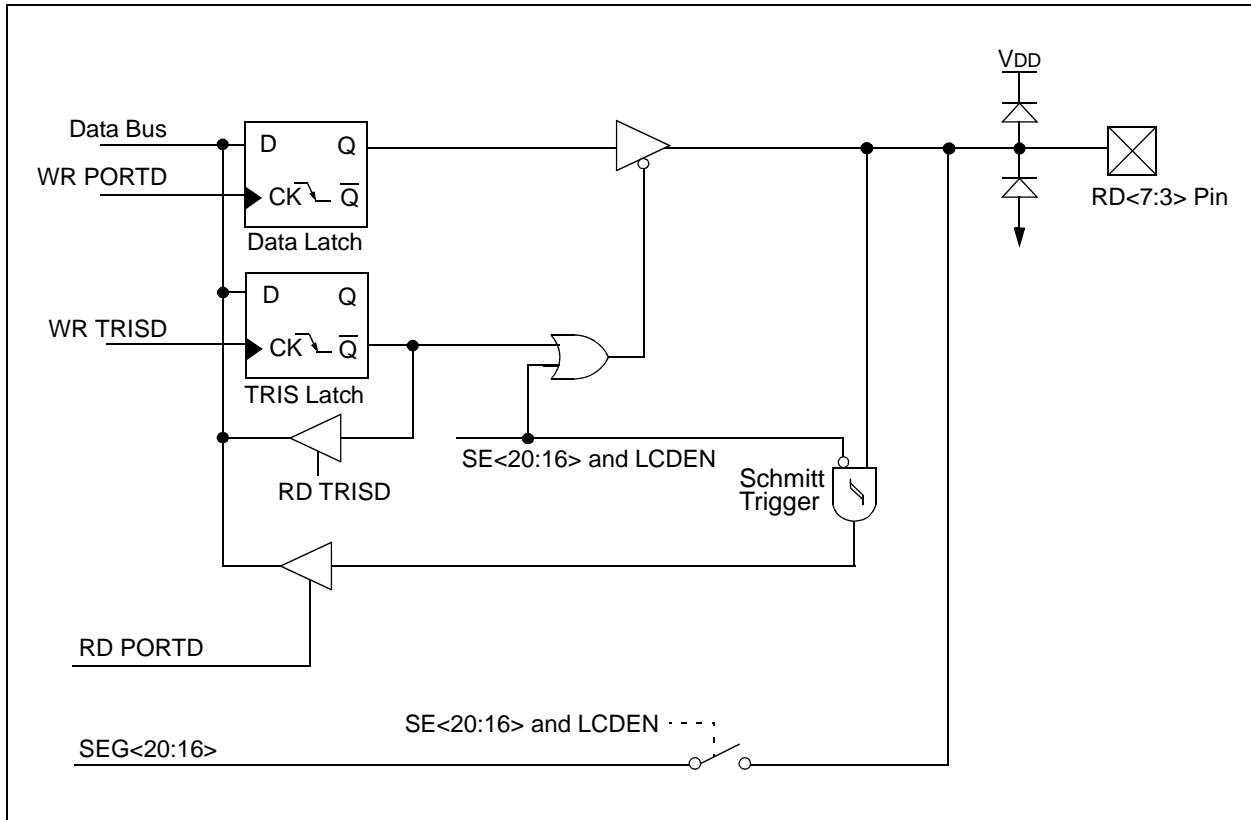 VDD
Data Bus
D Q
WR PORTD
CK Q̅
RD<7:3> Pin
Data Latch
D Q
WR TRISD
CK Q̅
TRIS Latch
SE<20:16> and LCDEN
Schmitt
Trigger
RD TRISD
RD PORTD
SE<20:16> and LCDEN
SEG<20:16>